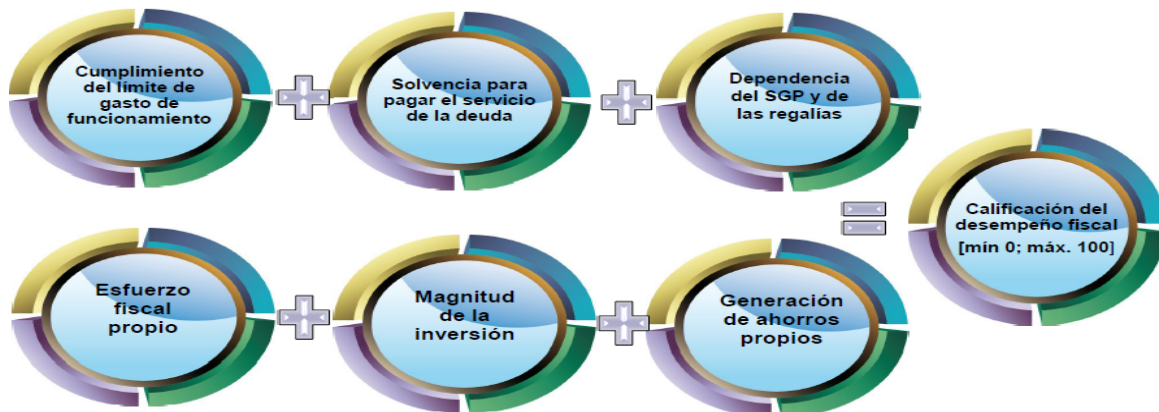 Cumplimiento
del límite de
gasto de
funcionamiento
Solvencia para
pagar el servicio
de la deuda
Dependencia
del SGP y de
las regalías
Esfuerzo
fiscal
propio
Magnitud
de la
inversión
Generación
de ahorros
propios
Calificación del
desempeño fiscal
[mín 0; máx. 100]